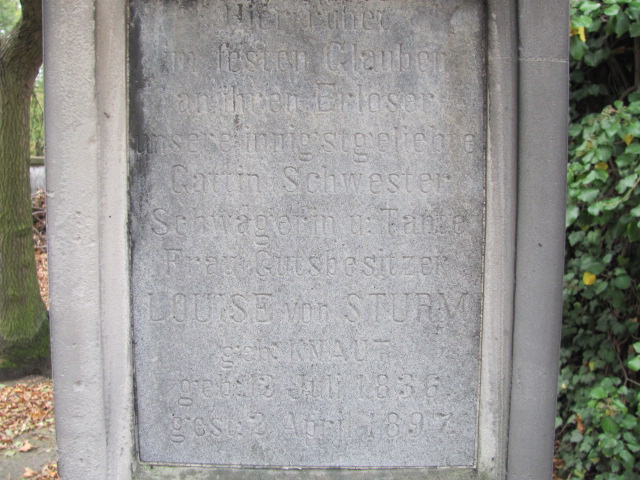 Hier ruhet
im festen Glauben
an ihren Erlöser
unsere innigstgeliebte
Gattin Schwester
Schwägerin u: Tante
Frau Gutsbesitzer
LOUISE von STURM
geb: KNAUT
geb: Juli 1836.
gest: 2 April 1897.